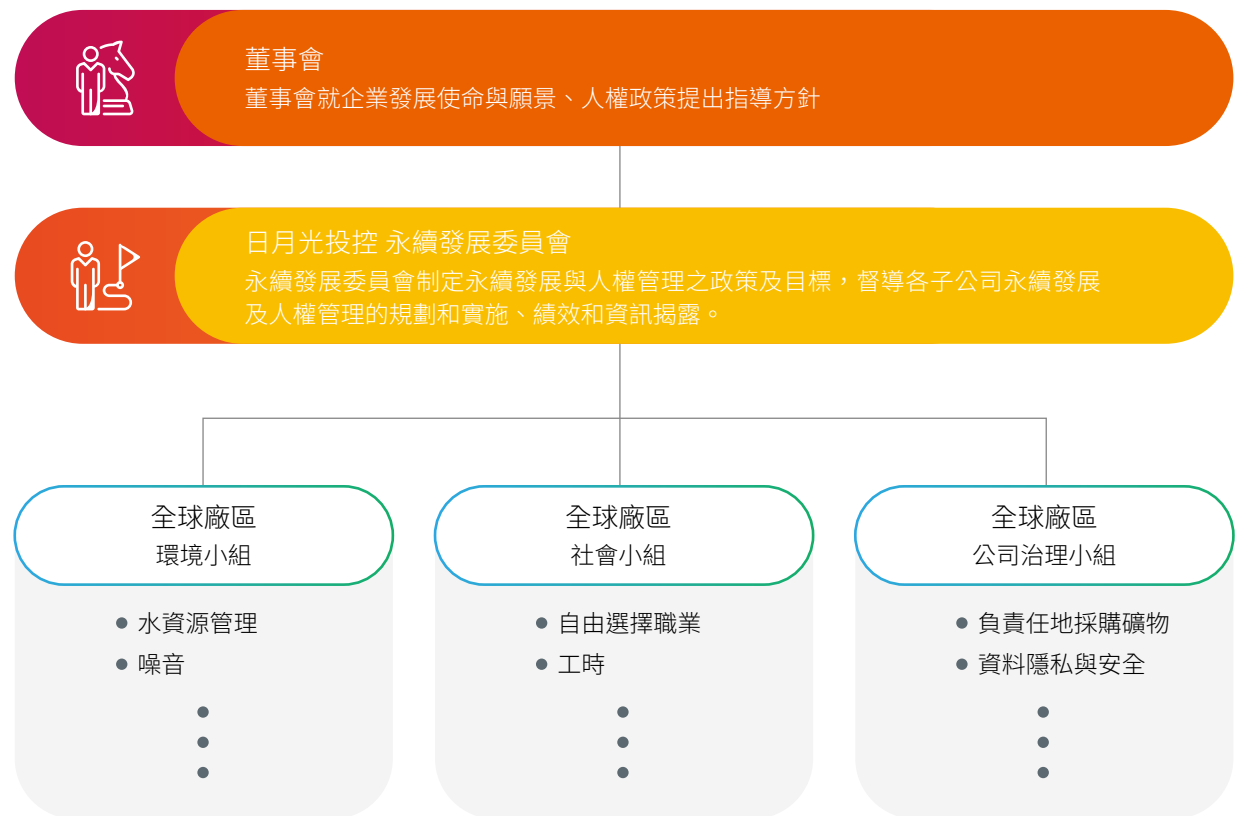 董事會
董事會就企業發展使命與願景、人權政策提出指導方針
日月光投控 永續發展委員會
永續發展委員會制定永續發展與人權管理之政策及目標，督導各子公司永續發展
及人權管理的規劃和實施、績效和資訊揭露。
全球廠區
環境小組
• 水資源管理
• 噪音
全球廠區
社會小組
• 自由選擇職業
• 工時
全球廠區
公司治理小組
• 負責任地採購礦物
• 資料隱私與安全